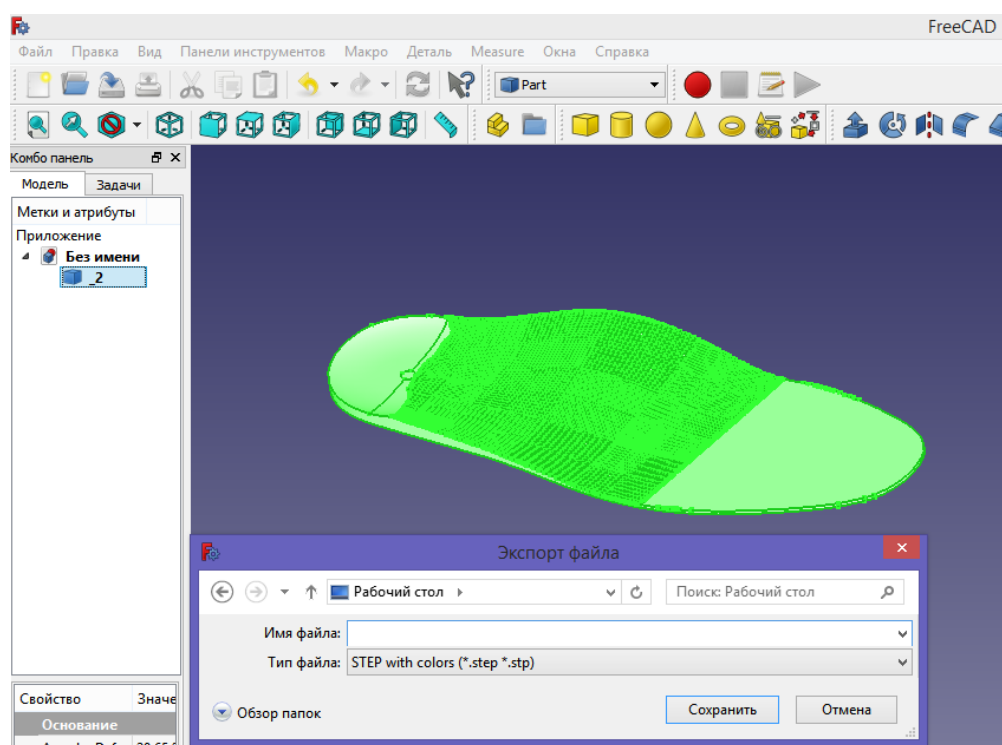 FreeCAD
Файл Правка Вид Панели инструментов Макро Деталь Measure Окна Справка
Part
Комбо панель
Модель Задачи
Метки и атрибуты
Приложение
Без имени
_2
Экспорт файла
Рабочий стол Поиск: Рабочий стол
Имя файла:
Тип файла: STEP with colors (*.step *.stp)
Обзор папок Сохранить Отмена
Свойство Значе
Основание